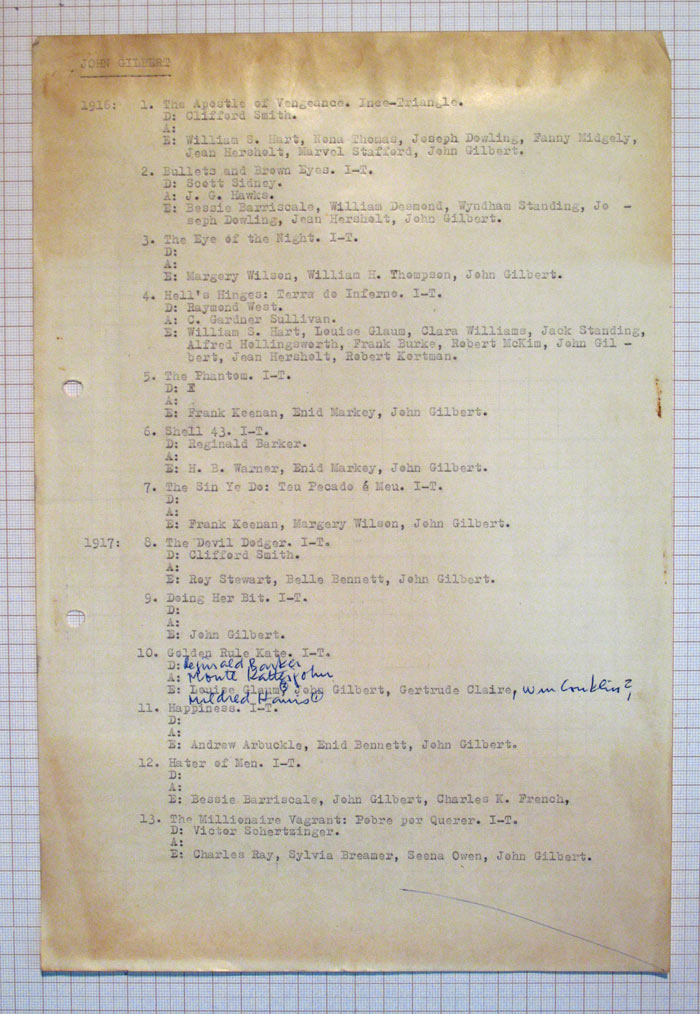 JOHN GILBERT
1916: 1. The Apostle of Vengeance. Ince-Triangle.
D: Clifford Smith.
A:
E: William S. Hart, Nona Thomas, Joseph Dowling, Fanny Midgely,
Jean Hersholt, Marvel Stafford, John Gilbert.
2. Bullets and Brown Eyes. I-T.
D: Scott Sidney.
A: J. G. Hawks.
E: Bessie Barriscale, William Desmond, Wyndham Standing, Jo -
seph Dowling, Jean Hersholt, John Gilbert.
3. The Eye of the Night. I-T.
D:
A:
E: Margery Wilson, William H. Thompson, John Gilbert.
4. Hell's Hinges: Terra do Inferno. I-T.
D: Raymond West.
A: C. Gardner Sullivan.
E: William S. Hart, Louise Glaum, Clara Williams, Jack Standing,
Alfred Hollingsworth, Frank Burke, Robert McKim, John Gil -
bert, Jean Hersholt, Robert Kortman.
5. The Phantom. I-T.
D: E
A:
E: Frank Keenan, Enid Markey, John Gilbert.
6. Shell 43. I-T.
D: Reginald Barker.
A:
E: H. B. Warner, Enid Markey, John Gilbert.
7. The Sin Ye Do: Teu Pecado é Meu. I-T.
D:
A:
E: Frank Keenan, Margery Wilson, John Gilbert.
1917: 8. The Devil Dodger. I-T.
D: Clifford Smith.
A:
E: Roy Stewart, Belle Bennett, John Gilbert.
9. Doing Her Bit. I-T.
D:
A:
E: John Gilbert.
10. Golden Rule Kate. I-T.
D: Reginald Barker
A: Monte Katterjohn
E: Louise Glaum, John Gilbert, Gertrude Claire, Wm Conklin 2,
Mildred Harris 1
11. Happiness. I-T.
D:
A:
E: Andrew Arbuckle, Enid Bennett, John Gilbert.
12. Hater of Men. I-T.
D:
A:
E: Bessie Barriscale, John Gilbert, Charles K. French,
13. The Millionaire Vagrant: Pobre por Querer. I-T.
D: Victor Schertzinger.
A:
E: Charles Ray, Sylvia Breamer, Seena Owen, John Gilbert.